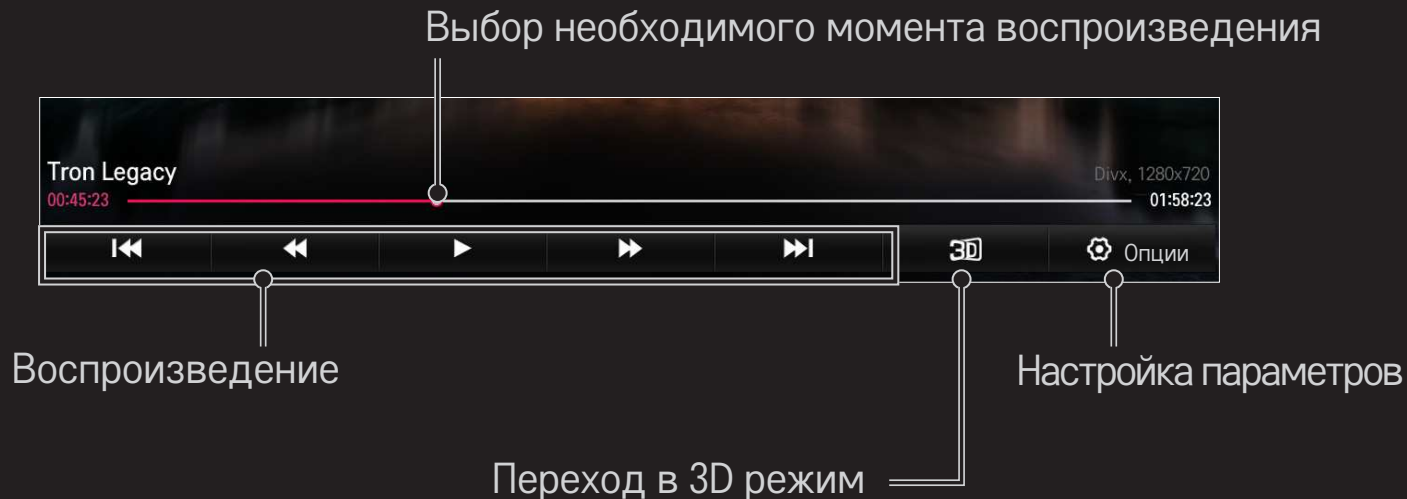 Выбор необходимого момента воспроизведения
Tron Legacy
Divx, 1280x720
00:45:23
01:58:23
3D
Опции
Воспроизведение
Настройка параметров
Переход в 3D режим